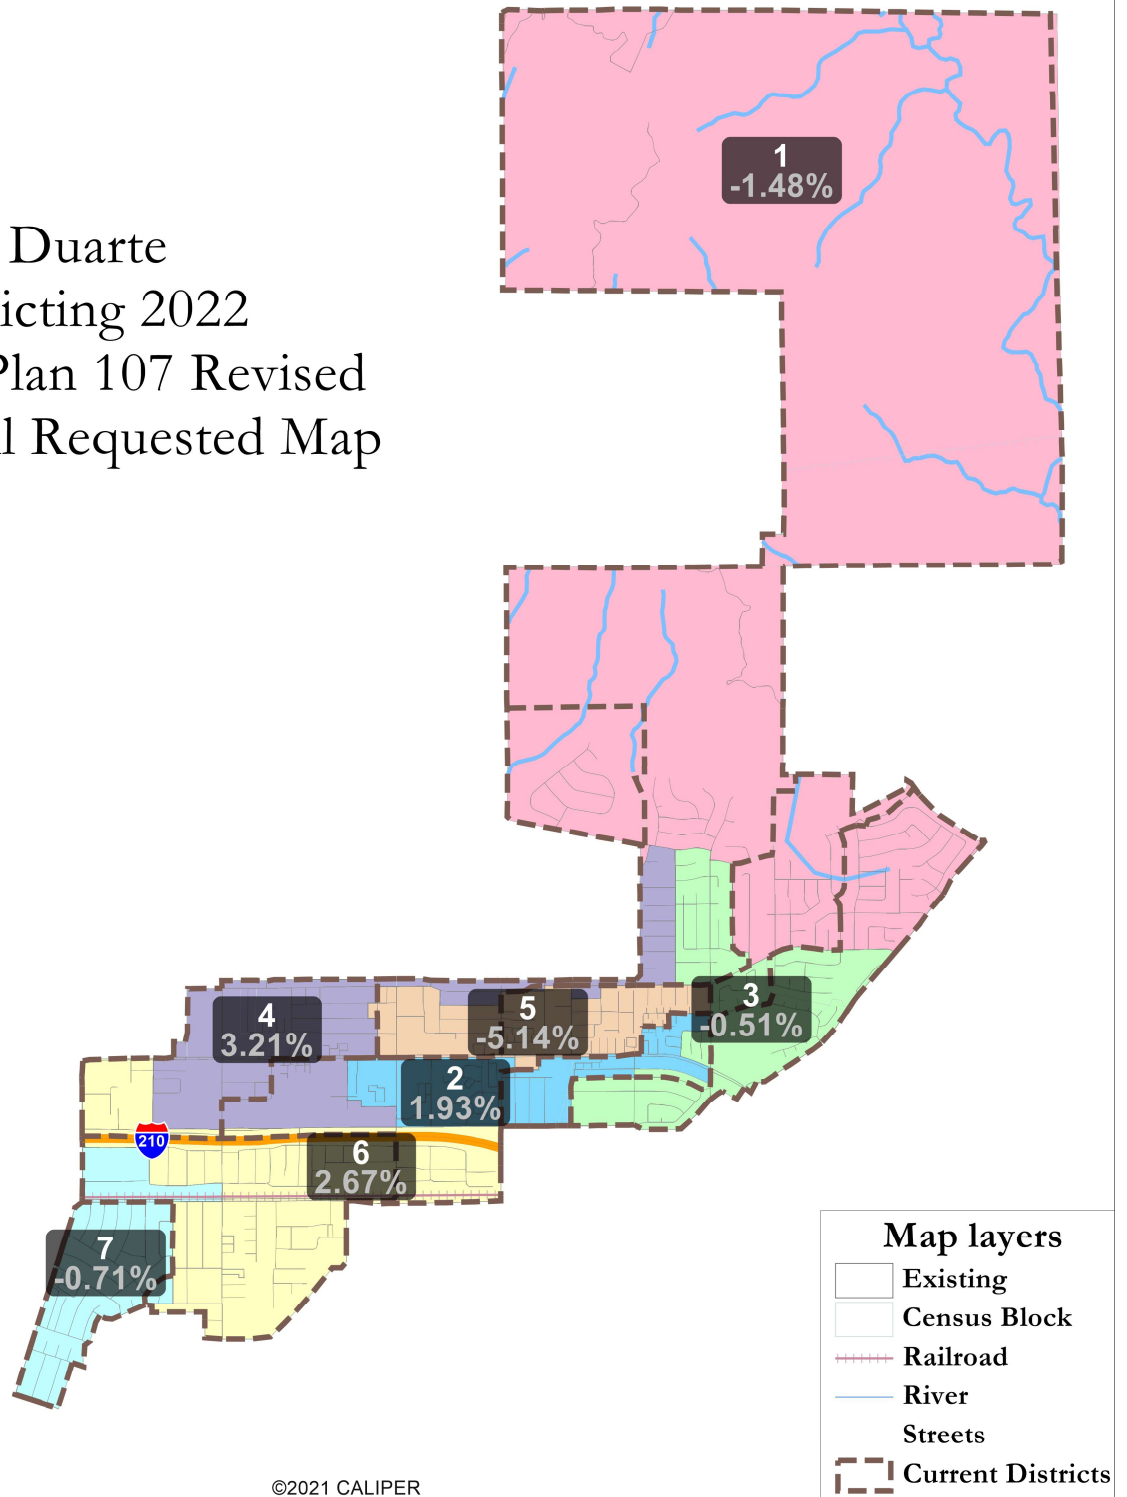 Duarte
icting 2022
Plan 107 Revised
l Requested Map
1
-1.48%
3
-0.51%
4
3.21%
5
-5.14%
2
1.93%
210
6
2.67%
7
-0.71%
Map layers
Existing
Census Block
Railroad
River
Streets
Current Districts
©2021 CALIPER